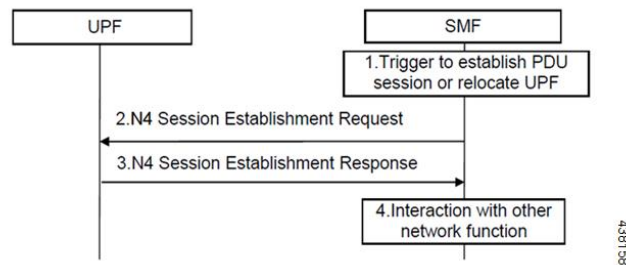 UPF
SMF
1.Trigger to establish PDU
session or relocate UPF
2.N4 Session Establishment Request
3.N4 Session Establishment Response
4.Interaction with other
network function